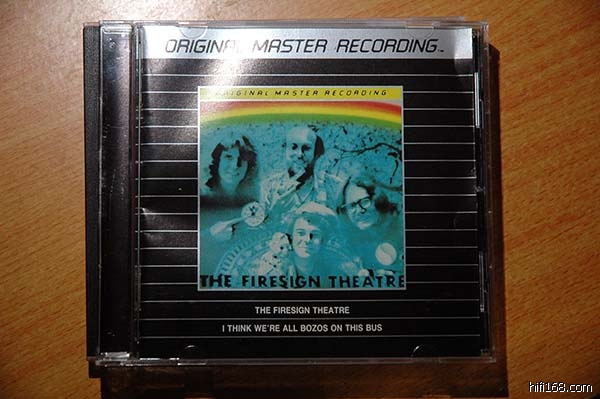 ORIGINAL MASTER RECORDING™
ORIGINAL MASTER RECORDING
THE FIRESIGN THEATRE
THE FIRESIGN THEATRE
I THINK WE'RE ALL BOZOS ON THIS BUS
hifi168.com